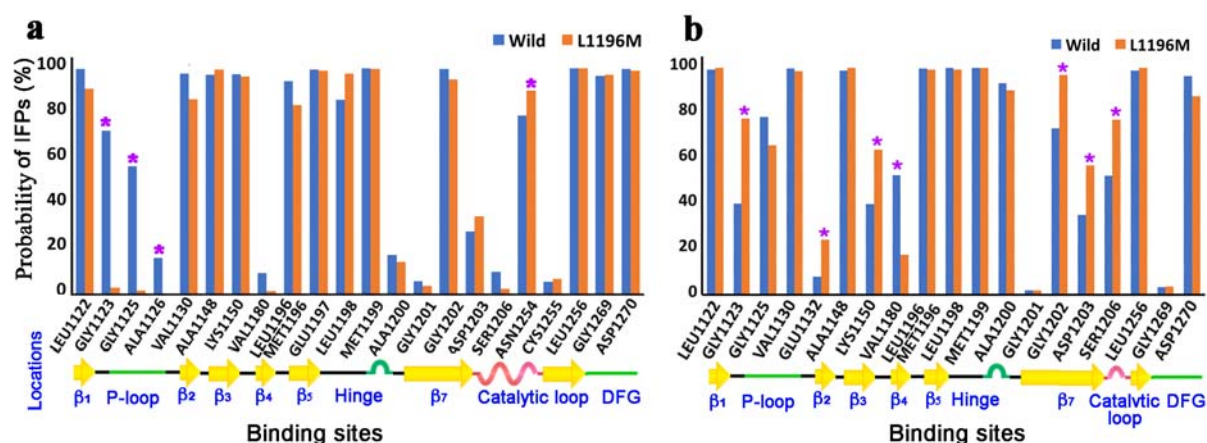 a
Wild L1196M
Probability of IFPs (%)
100
80
60
40
20
0
* * * *
LEU1122 GLY1123 GLY1125 ALA1126 VAL1130 ALA1148 LYS1150 VAL1180 LEU1196 MET1196 GLU1197 LEU1198 MET1199 ALA1200 GLY1201 GLY1202 ASP1203 SER1206 ASN1254 CYS1255 LEU1256 GLY1269 ASP1270
Locations
β1 P-loop β2 β3 β4 β5 Hinge β7 Catalytic loop DFG
Binding sites
b
Wild L1196M
100
80
60
40
20
0
* * * * * * *
LEU1122 GLY1123 GLY1125 VAL1130 GLU1132 ALA1148 LYS1150 VAL1180 LEU1196 MET1196 LEU1198 MET1199 ALA1200 GLY1201 GLY1202 ASP1203 SER1206 LEU1256 GLY1269 ASP1270
β1 P-loop β2 β3 β4 β5 Hinge β7 Catalytic DFG
loop
Binding sites